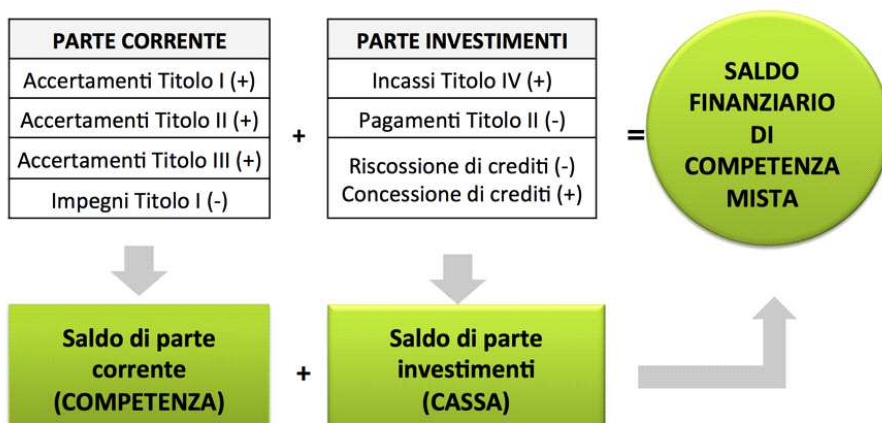 PARTE CORRENTE
Accertamenti Titolo I (+)
Accertamenti Titolo II (+)
Accertamenti Titolo III (+)
Impegni Titolo I (-)
+
PARTE INVESTIMENTI
Incassi Titolo IV (+)
Pagamenti Titolo II (-)
Riscossione di crediti (-)
Concessione di crediti (+)
=
SALDO
FINANZIARIO
DI
COMPETENZA
MISTA
Saldo di parte
corrente
(COMPETENZA)
+
Saldo di parte
investimenti
(CASSA)